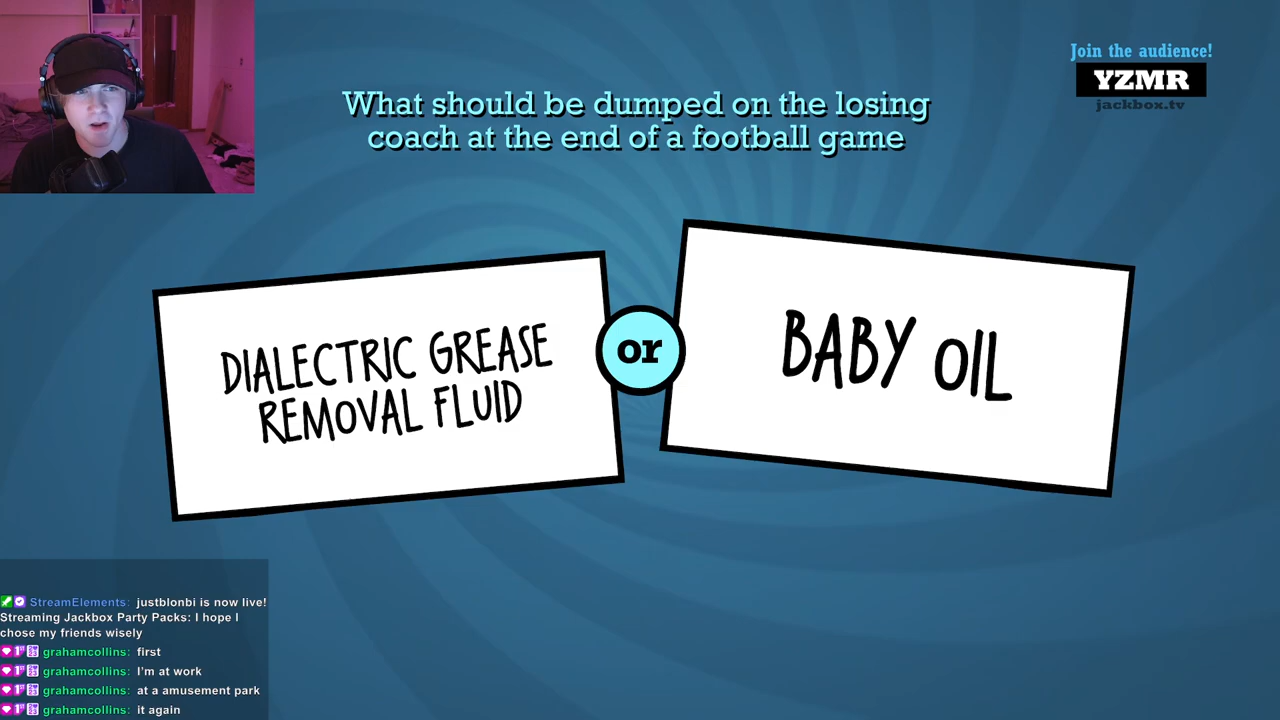 Join the audience!
YZMR
jackbox.tv
What should be dumped on the losing
coach at the end of a football game
DIALECTRIC GREASE
REMOVAL FLUID
or
BABY OIL
StreamElements: justblonbi is now live!
Streaming Jackbox Party Packs: I hope I
chose my friends wisely
grahamcollins: first
grahamcollins: I'm at work
grahamcollins: at a amusement park
grahamcollins: it again